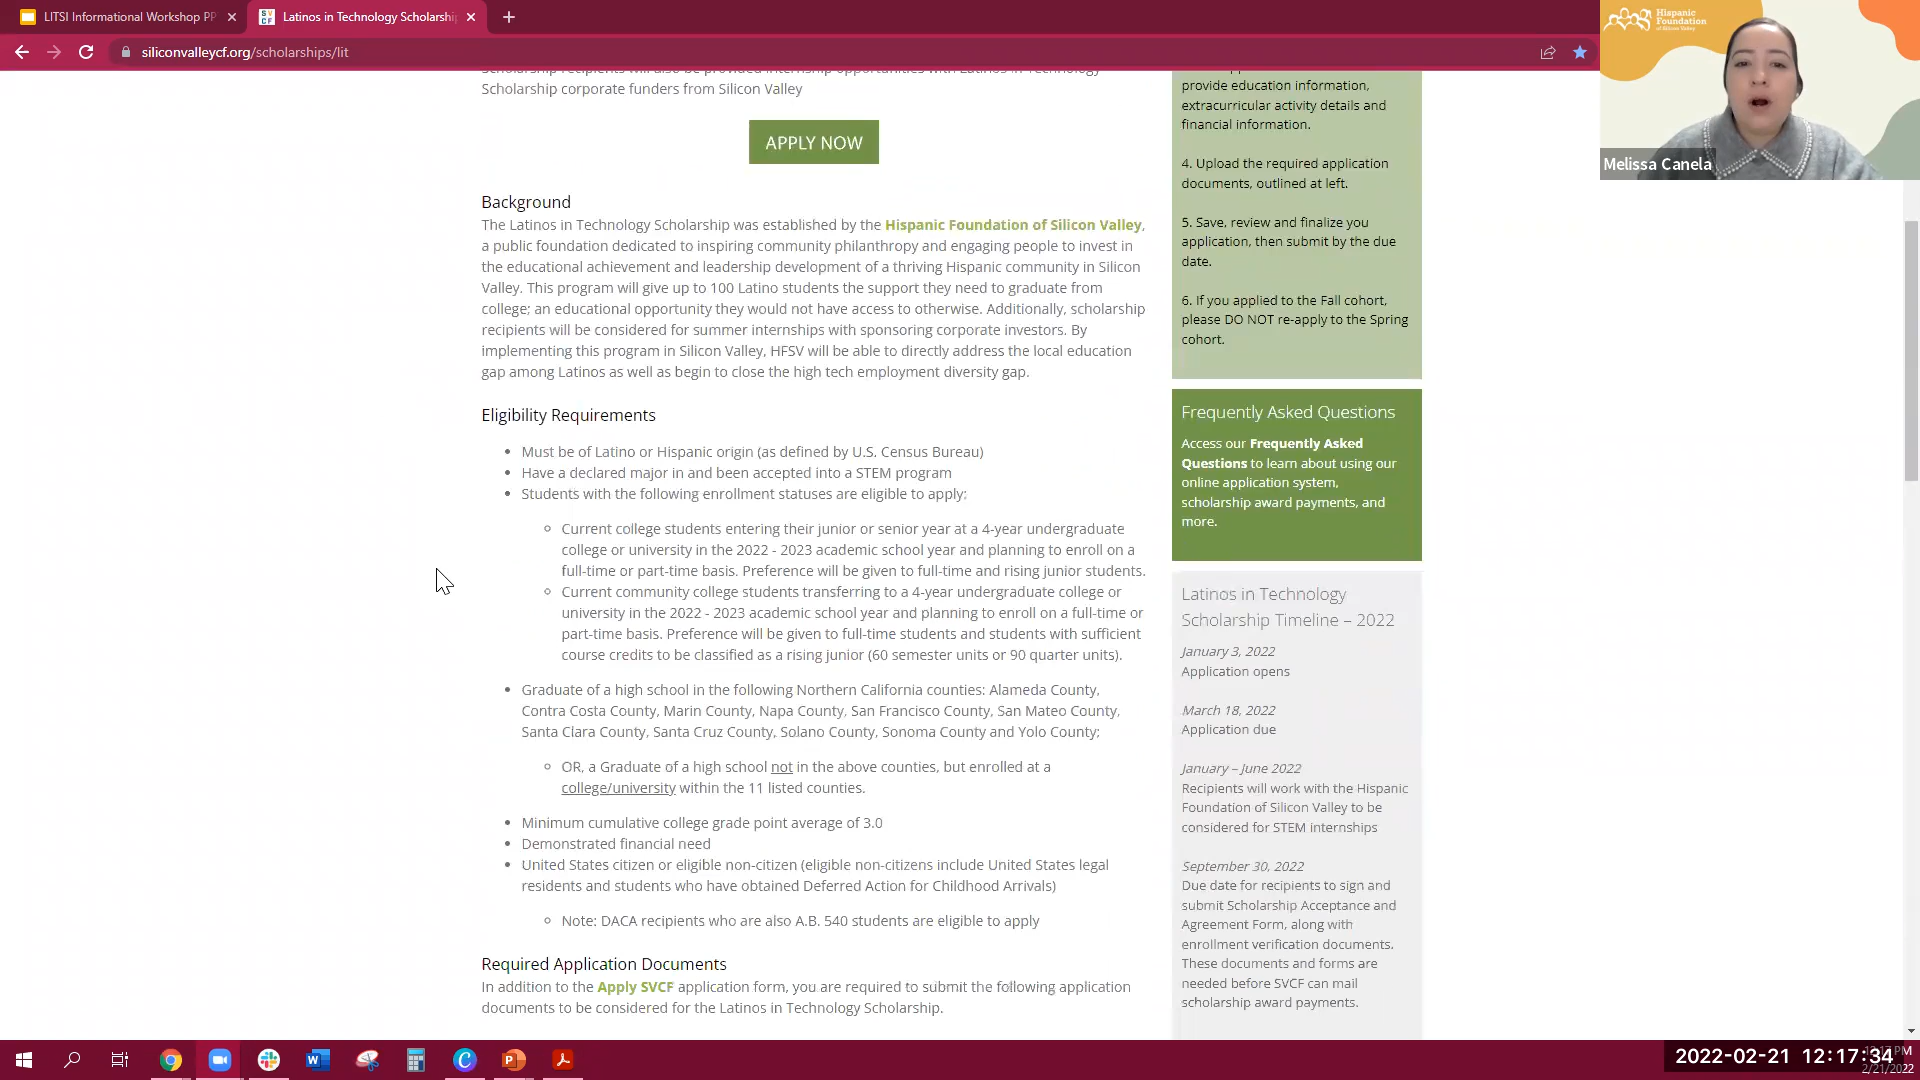 LITSI Informational Workshop PP
Latinos in Technology Scholarship
siliconvalleycf.org/scholarships/lit
Scholarship recipients will also be provided internship opportunities with Latinos in Technology
Scholarship corporate funders from Silicon Valley
APPLY NOW
Background
The Latinos in Technology Scholarship was established by the Hispanic Foundation of Silicon Valley,
a public foundation dedicated to inspiring community philanthropy and engaging people to invest in
the educational achievement and leadership development of a thriving Hispanic community in Silicon
Valley. This program will give up to 100 Latino students the support they need to graduate from
college; an educational opportunity they would not have access to otherwise. Additionally, scholarship
recipients will be considered for summer internships with sponsoring corporate investors. By
implementing this program in Silicon Valley, HFSV will be able to directly address the local education
gap among Latinos as well as begin to close the high tech employment diversity gap.
Eligibility Requirements
• Must be of Latino or Hispanic origin (as defined by U.S. Census Bureau)
• Have a declared major in and been accepted into a STEM program
• Students with the following enrollment statuses are eligible to apply:
Current college students entering their junior or senior year at a 4-year undergraduate
college or university in the 2022 - 2023 academic school year and planning to enroll on a
full-time or part-time basis. Preference will be given to full-time and rising junior students.
Current community college students transferring to a 4-year undergraduate college or
university in the 2022 - 2023 academic school year and planning to enroll on a full-time or
part-time basis. Preference will be given to full-time students and students with sufficient
course credits to be classified as a rising junior (60 semester units or 90 quarter units).
• Graduate of a high school in the following Northern California counties: Alameda County,
Contra Costa County, Marin County, Napa County, San Francisco County, San Mateo County,
Santa Clara County, Santa Cruz County, Solano County, Sonoma County and Yolo County;
OR, a Graduate of a high school not in the above counties, but enrolled at a
college/university within the 11 listed counties.
• Minimum cumulative college grade point average of 3.0
• Demonstrated financial need
• United States citizen or eligible non-citizen (eligible non-citizens include United States legal
residents and students who have obtained Deferred Action for Childhood Arrivals)
Note: DACA recipients who are also A.B. 540 students are eligible to apply
Required Application Documents
In addition to the Apply SVCF application form, you are required to submit the following application
documents to be considered for the Latinos in Technology Scholarship.
provide education information,
extracurricular activity details and
financial information.
4. Upload the required application
documents, outlined at left.
5. Save, review and finalize you
application, then submit by the due
date.
6. If you applied to the Fall cohort,
please DO NOT re-apply to the Spring
cohort.
Frequently Asked Questions
Access our Frequently Asked
Questions to learn about using our
online application system,
scholarship award payments, and
more.
Latinos in Technology
Scholarship Timeline – 2022
January 3, 2022
Application opens
March 18, 2022
Application due
January – June 2022
Recipients will work with the Hispanic
Foundation of Silicon Valley to be
considered for STEM internships
September 30, 2022
Due date for recipients to sign and
submit Scholarship Acceptance and
Agreement Form, along with
enrollment verification documents.
These documents and forms are
needed before SVCF can mail
scholarship award payments.
Hispanic
Foundation
of Silicon Valley
Melissa Canela
2022-02-21 12:17:34
2/21/2022